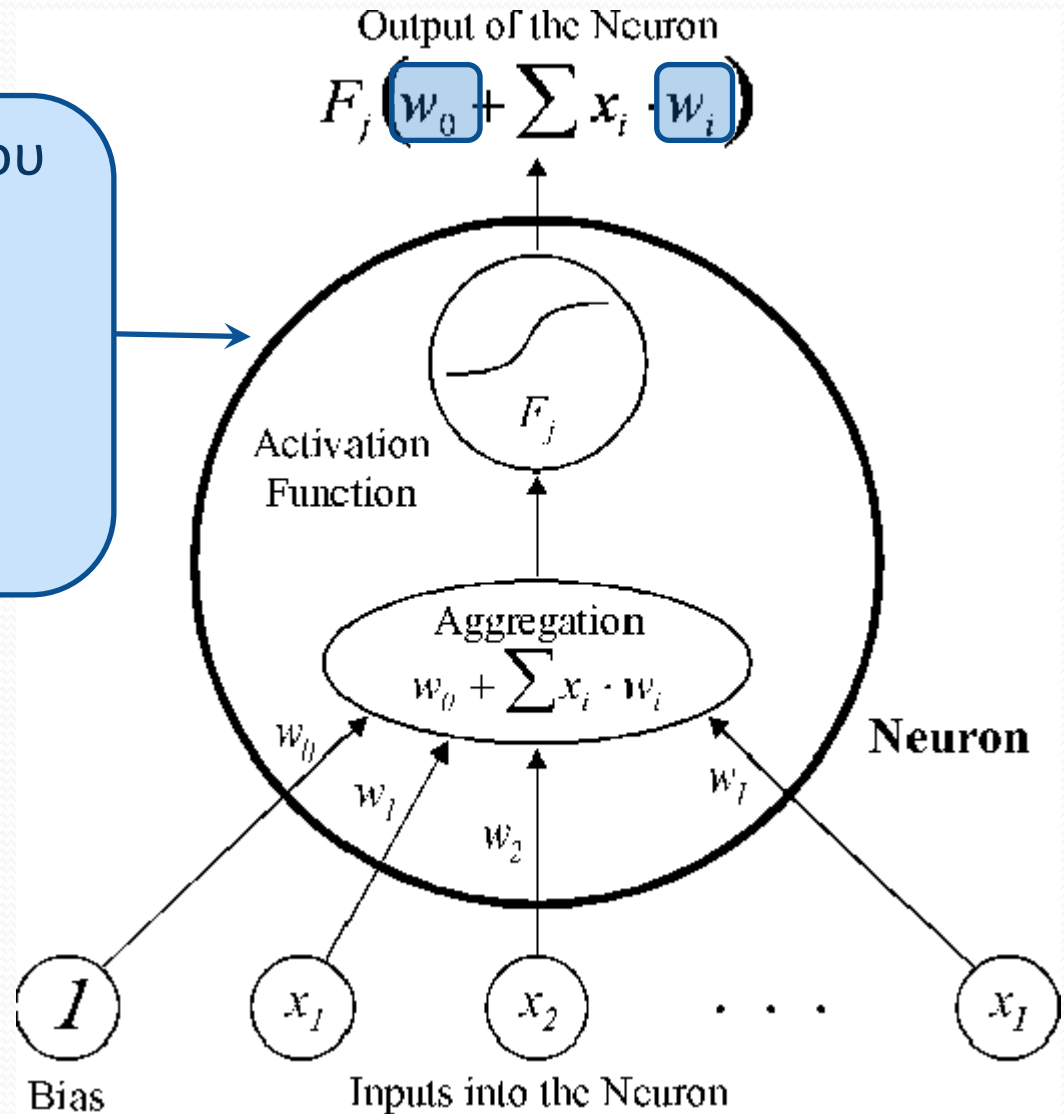 Output of the Neuron
F_j(w_0 + ∑ x_i · w_i)
ου
F_j
Activation
Function
Aggregation
w_0 + ∑ x_i · w_i
Neuron
w_0
w_1
w_2
w_I
1
x_1
x_2
. . .
x_I
Bias
Inputs into the Neuron